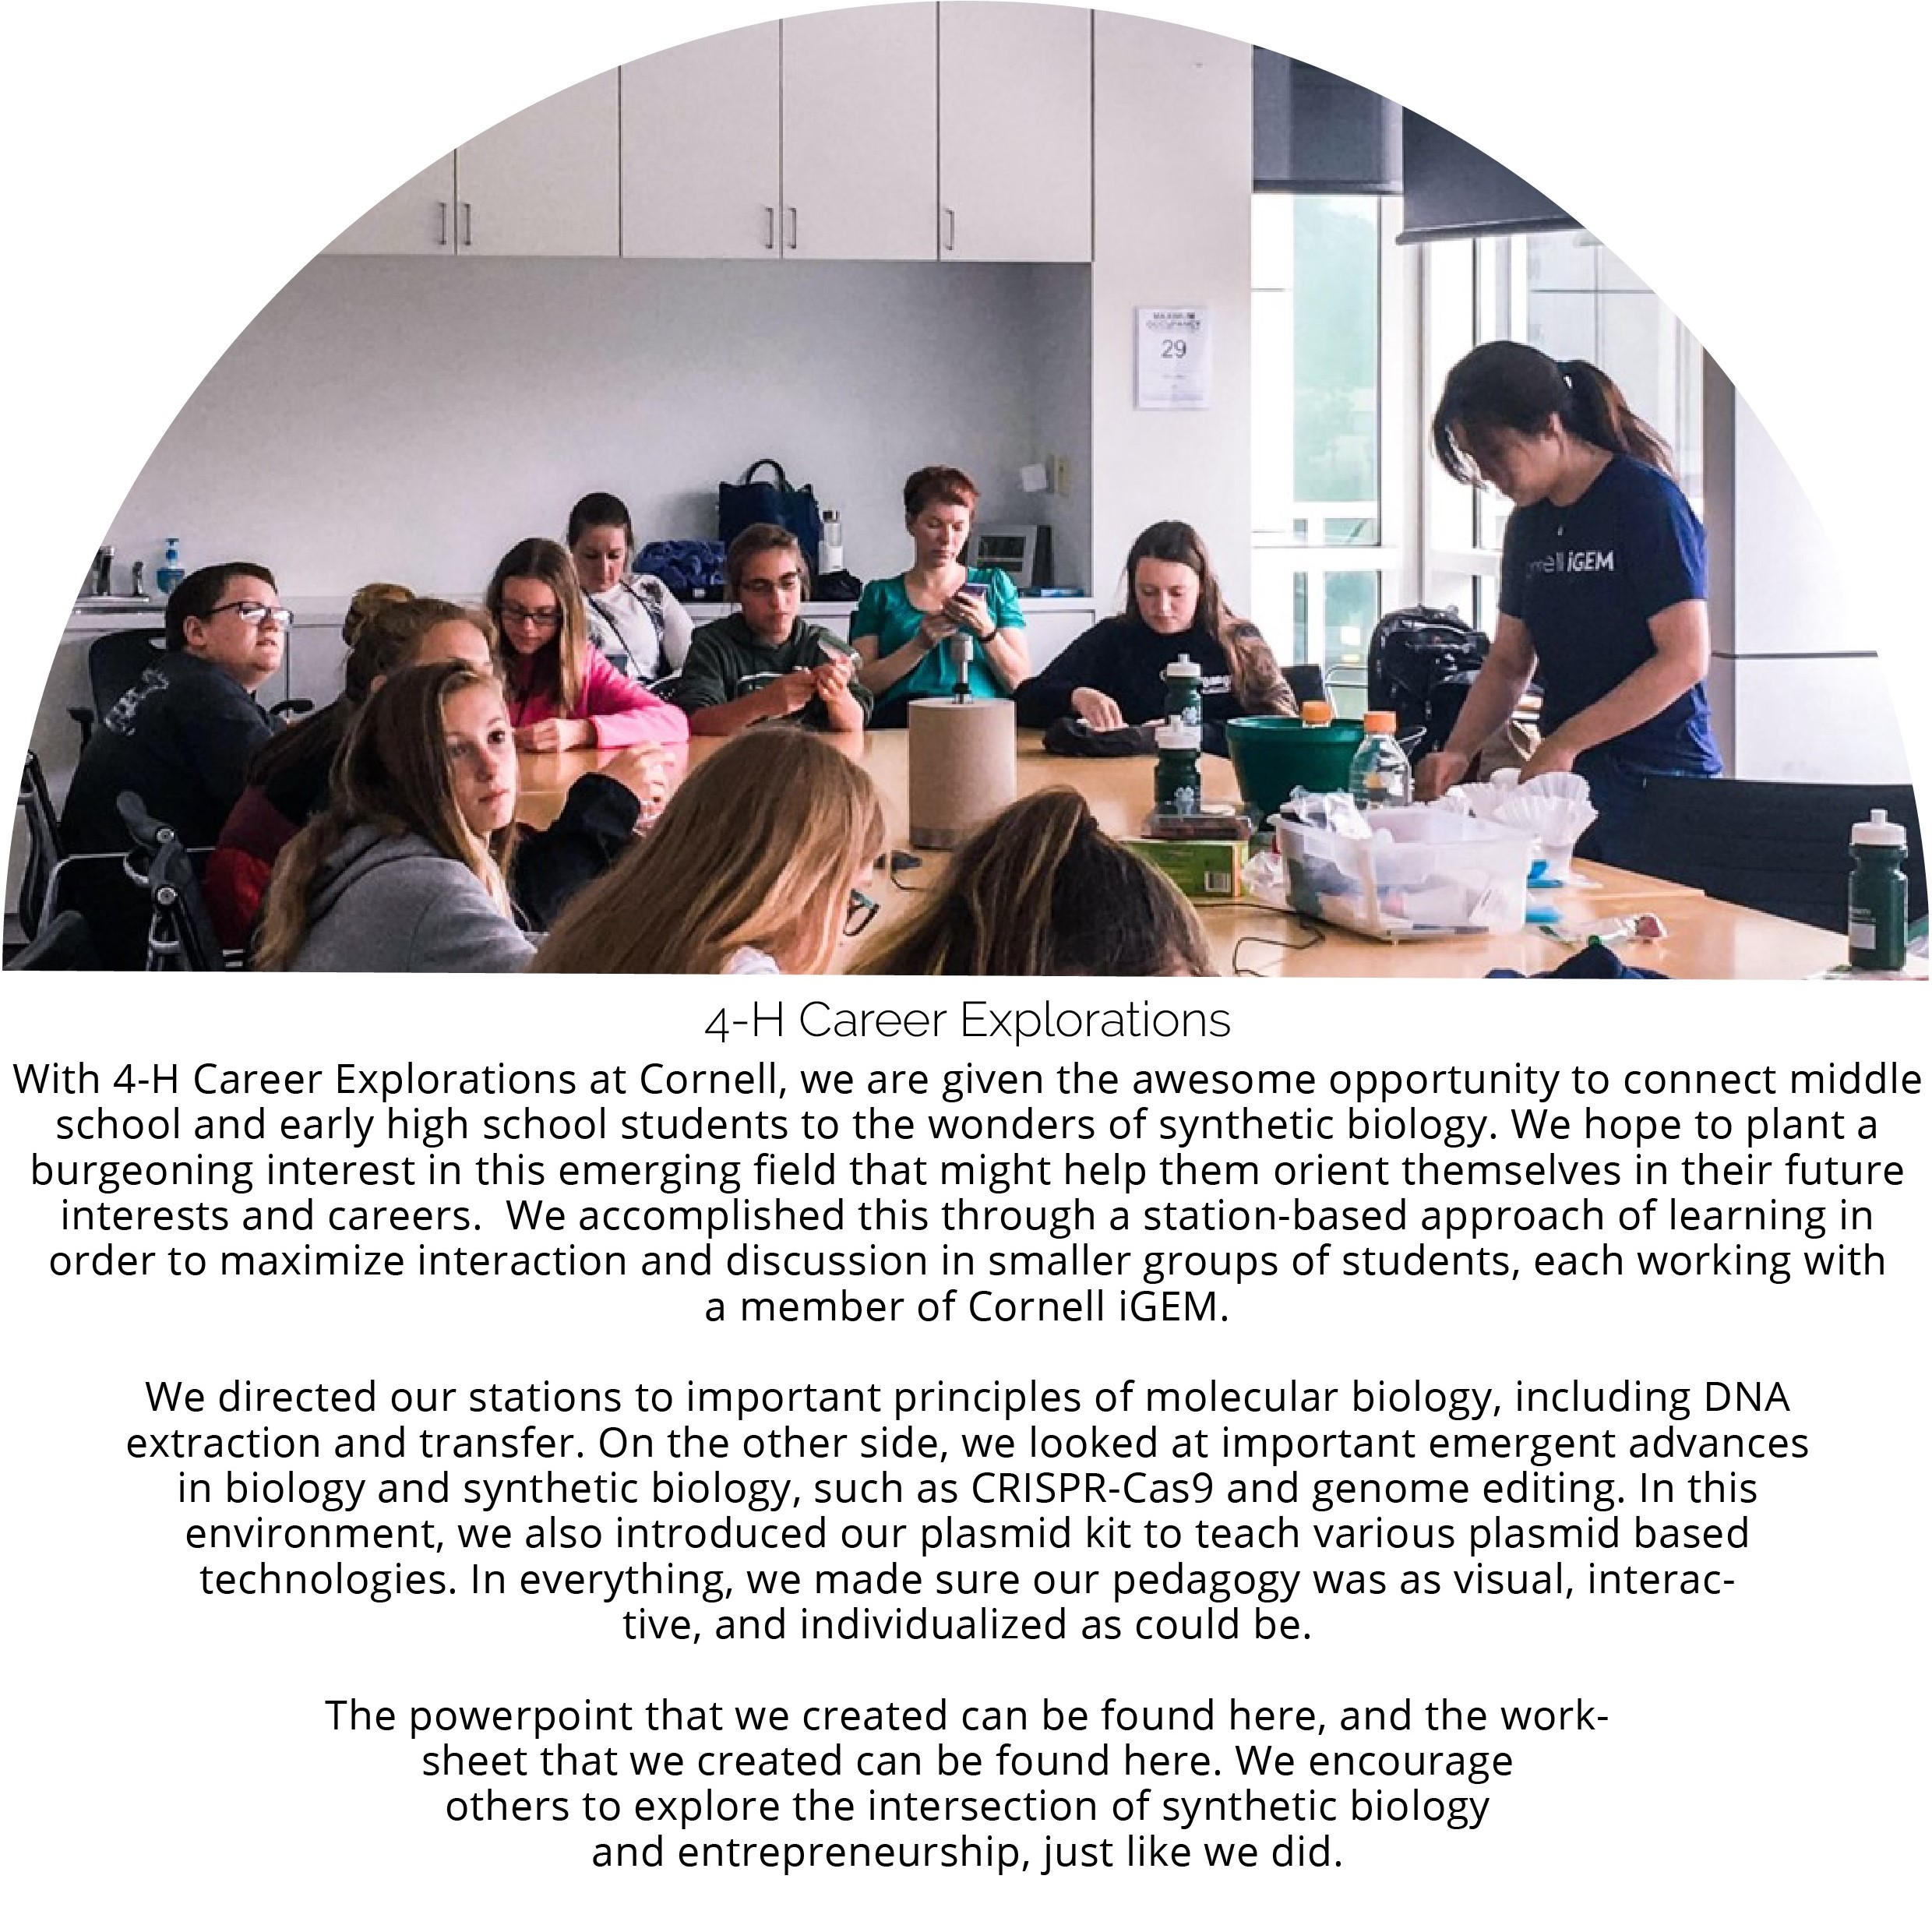 MAXIMUM
OCCUPANCY
29
iGEM
4-H Career Explorations
With 4-H Career Explorations at Cornell, we are given the awesome opportunity to connect middle
school and early high school students to the wonders of synthetic biology. We hope to plant a
burgeoning interest in this emerging field that might help them orient themselves in their future
interests and careers.  We accomplished this through a station-based approach of learning in
order to maximize interaction and discussion in smaller groups of students, each working with
a member of Cornell iGEM.
We directed our stations to important principles of molecular biology, including DNA
extraction and transfer. On the other side, we looked at important emergent advances
in biology and synthetic biology, such as CRISPR-Cas9 and genome editing. In this
environment, we also introduced our plasmid kit to teach various plasmid based
technologies. In everything, we made sure our pedagogy was as visual, interac-
tive, and individualized as could be.
The powerpoint that we created can be found here, and the work-
sheet that we created can be found here. We encourage
others to explore the intersection of synthetic biology
and entrepreneurship, just like we did.